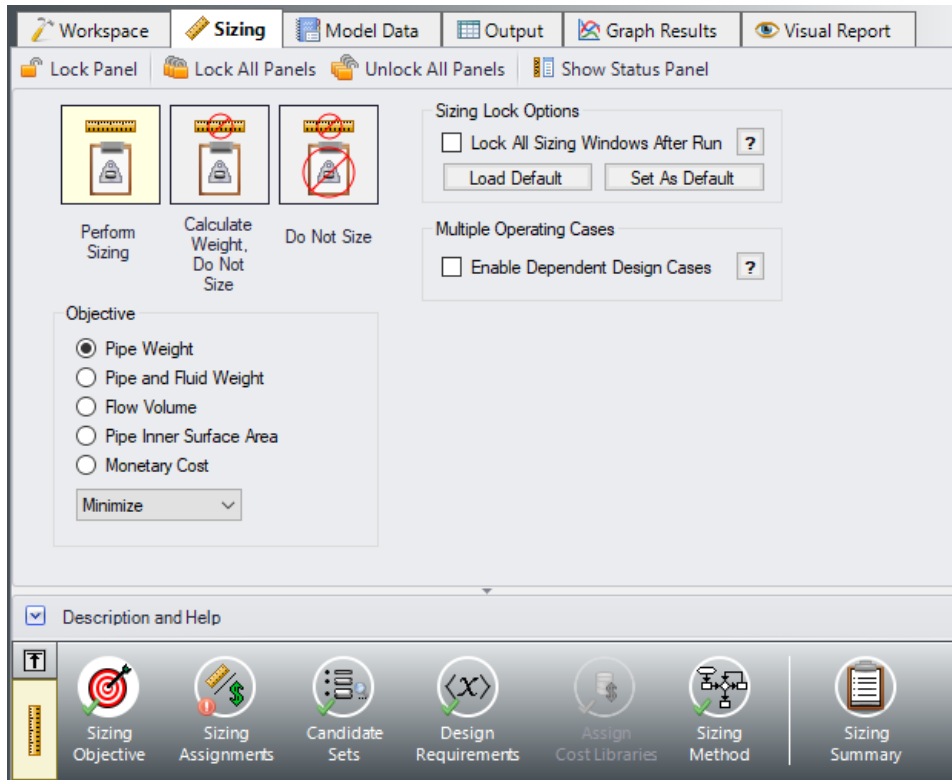 Workspace
Sizing
Model Data
Output
Graph Results
Visual Report
Lock Panel
Lock All Panels
Unlock All Panels
Show Status Panel
Perform
Sizing
Calculate
Weight,
Do Not
Size
Do Not Size
Sizing Lock Options
Lock All Sizing Windows After Run
?
Load Default
Set As Default
Multiple Operating Cases
Enable Dependent Design Cases
?
Objective
Pipe Weight
Pipe and Fluid Weight
Flow Volume
Pipe Inner Surface Area
Monetary Cost
Minimize
Description and Help
Sizing
Objective
Sizing
Assignments
Candidate
Sets
⟨x⟩
Design
Requirements
Assign
Cost Libraries
Sizing
Method
Sizing
Summary